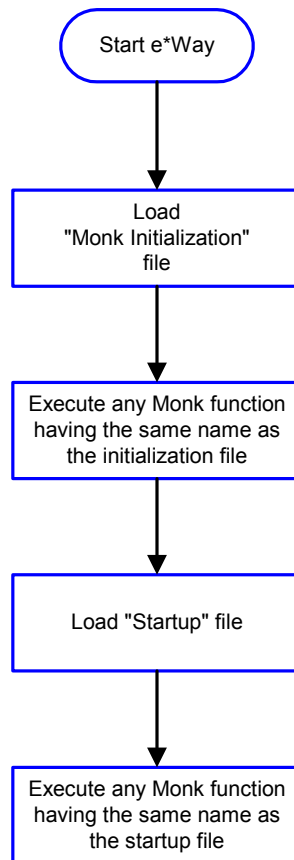 Start e*Way
Load
"Monk Initialization"
file
Execute any Monk function
having the same name as
the initialization file
Load "Startup" file
Execute any Monk function
having the same name as
the startup file